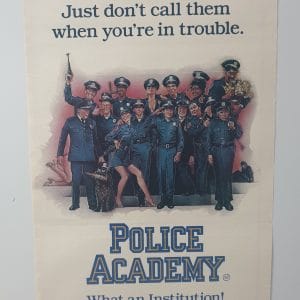 Just don't call them
when you're in trouble.
POLICE
ACADEMY
What an Institution!